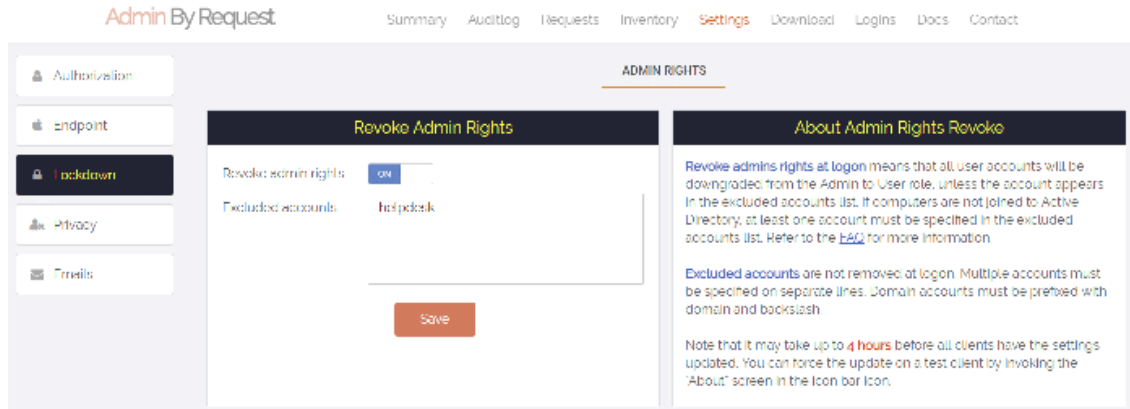 Admin By Request
Summary Auditlog Requests Inventory Settings Download Logins Docs Contact
Authorization
Endpoint
Lockdown
Privacy
Emails
ADMIN RIGHTS
Revoke Admin Rights
Revoke admin rights ON
Excluded accounts helpdesk
Save
About Admin Rights Revoke
Revoke admins rights at logon means that all user accounts will be
downgraded from the Admin to User role, unless the account appears
in the excluded accounts list. If computers are not joined to Active
Directory, at least one account must be specified in the excluded
accounts list. Refer to the FAQ for more information.
Excluded accounts are not removed at logon. Multiple accounts must
be specified on separate lines. Domain accounts must be prefixed with
domain and backslash.
Note that it may take up to 4 hours before all clients have the settings
updated. You can force the update on a test client by invoking the
"About" screen in the icon bar icon.